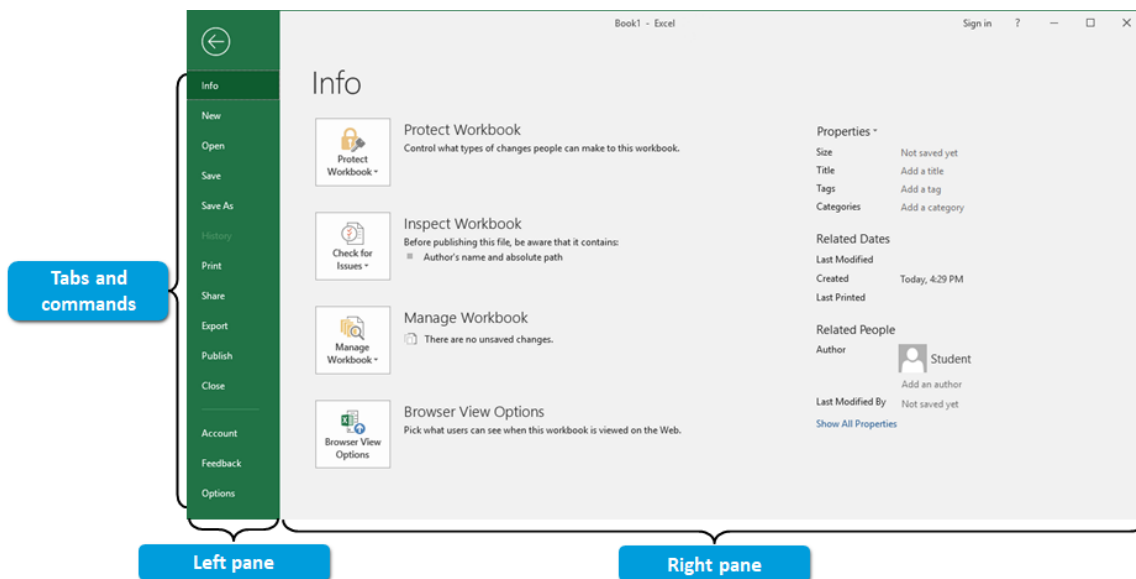 Book1 - Excel
Sign in ?
Info
New
Open
Save
Save As
History
Print
Share
Export
Publish
Close
Account
Feedback
Options
Tabs and
commands
Info
Protect
Workbook
Protect Workbook
Control what types of changes people can make to this workbook.
Check for
Issues
Inspect Workbook
Before publishing this file, be aware that it contains:
Author's name and absolute path
Manage
Workbook
Manage Workbook
There are no unsaved changes.
Browser View
Options
Browser View Options
Pick what users can see when this workbook is viewed on the Web.
Properties
Size Not saved yet
Title Add a title
Tags Add a tag
Categories Add a category
Related Dates
Last Modified
Created Today, 4:29 PM
Last Printed
Related People
Author Student
Add an author
Last Modified By Not saved yet
Show All Properties
Left pane
Right pane